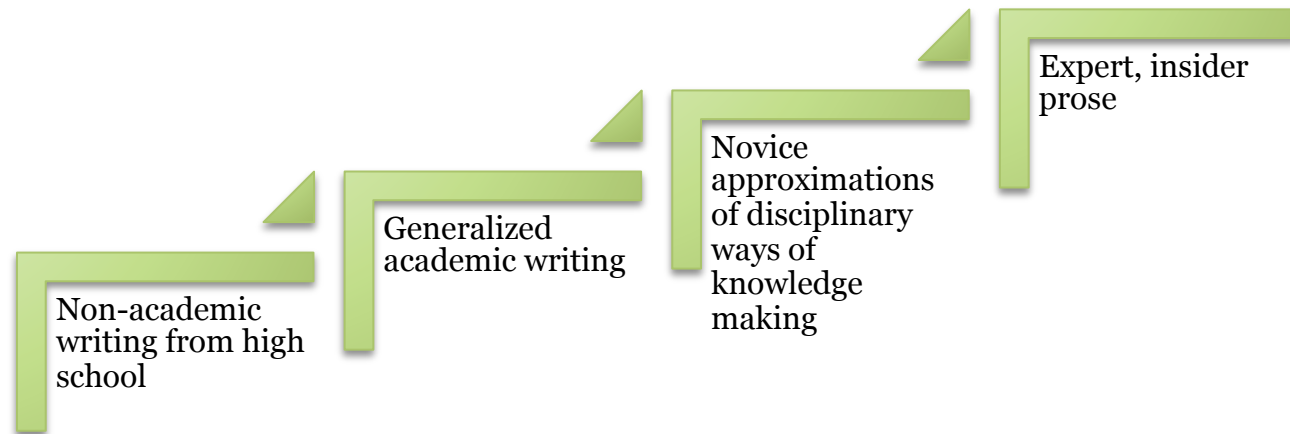 Non-academic
writing from high
school
Generalized
academic writing
Novice
approximations
of disciplinary
ways of
knowledge
making
Expert, insider
prose